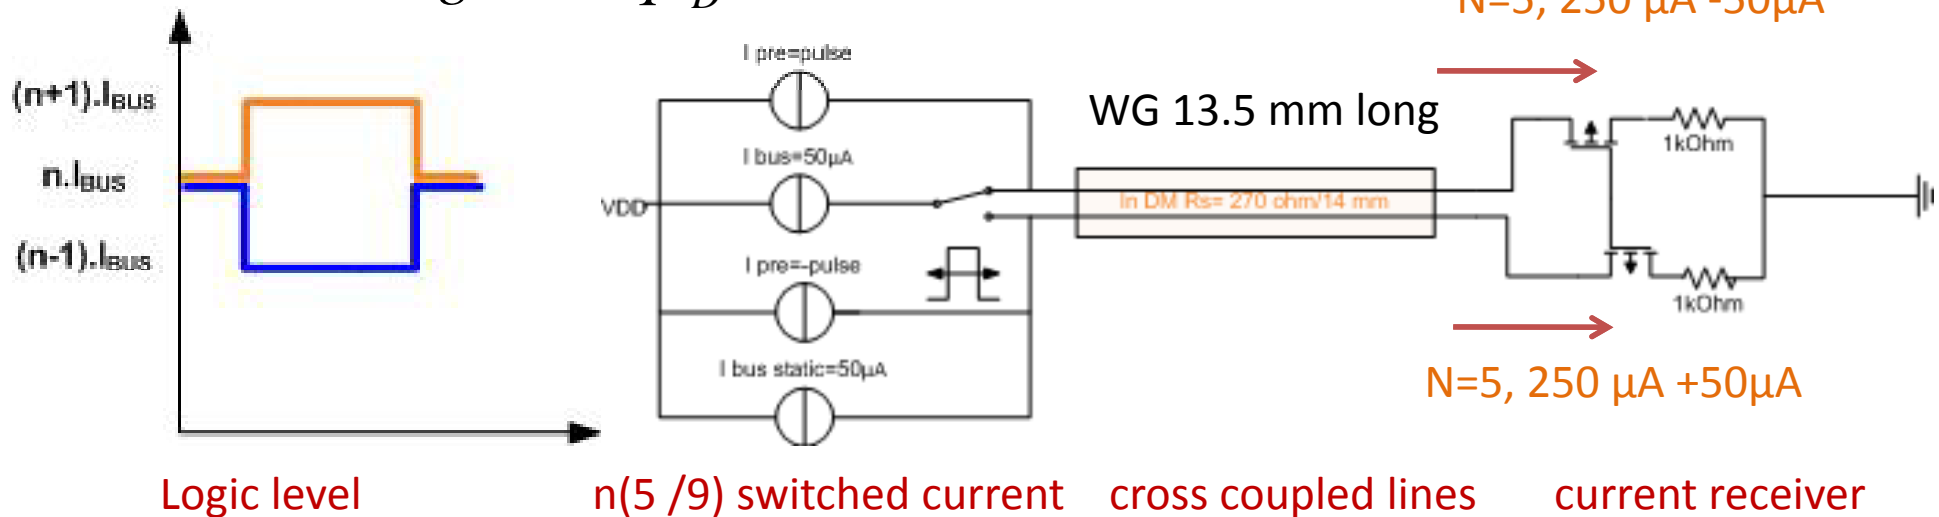 N=5, 250 µA -50µA
I pre=pulse
(n+1).IBUS
WG 13.5 mm long
1kOhm
I bus=50µA
n.IBUS
VDD
In DM Rs= 270 ohm/14 mm
(n-1).IBUS
I pre=-pulse
1kOhm
I bus static=50µA
N=5, 250 µA +50µA
Logic level
n(5 /9) switched current
cross coupled lines
current receiver